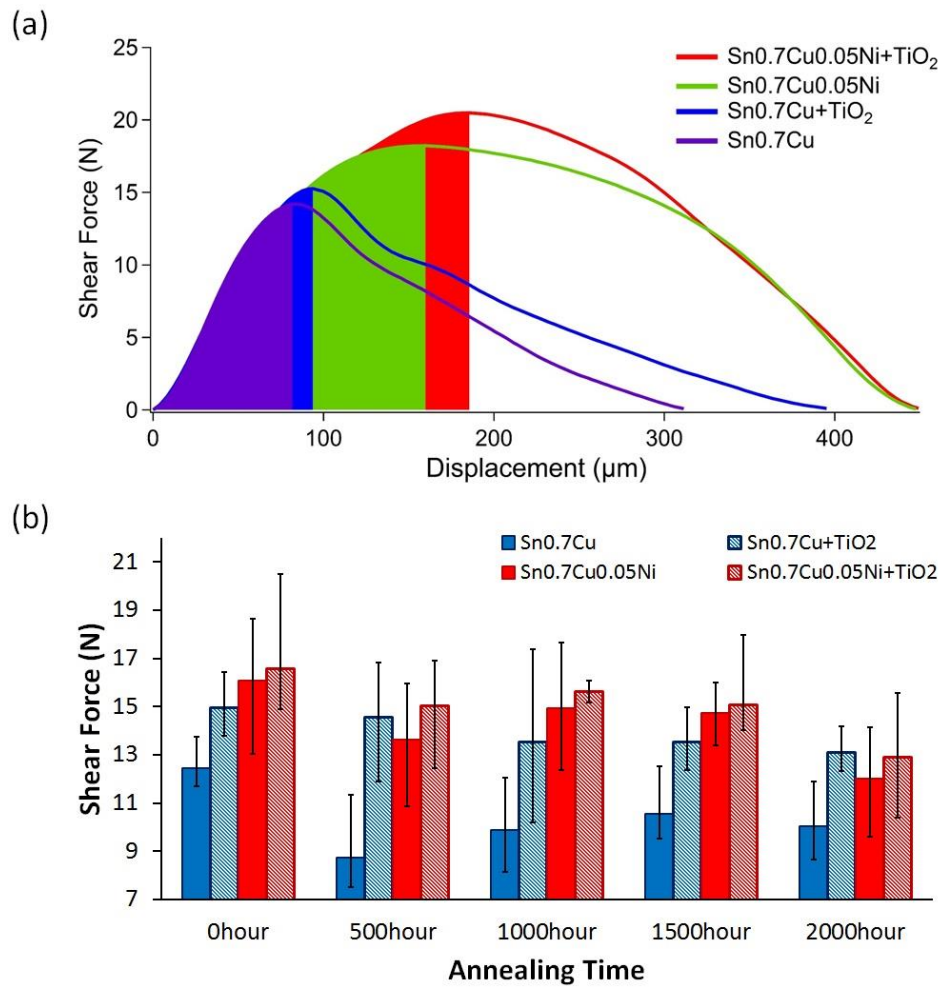 (a)
25
20
15
10
5
0
Shear Force (N)
Sn0.7Cu0.05Ni+TiO₂
Sn0.7Cu0.05Ni
Sn0.7Cu+TiO₂
Sn0.7Cu
0 100 200 300 400
Displacement (µm)
(b)
Sn0.7Cu Sn0.7Cu+TiO2
Sn0.7Cu0.05Ni Sn0.7Cu0.05Ni+TiO2
21
19
17
15
13
11
9
7
Shear Force (N)
0hour 500hour 1000hour 1500hour 2000hour
Annealing Time